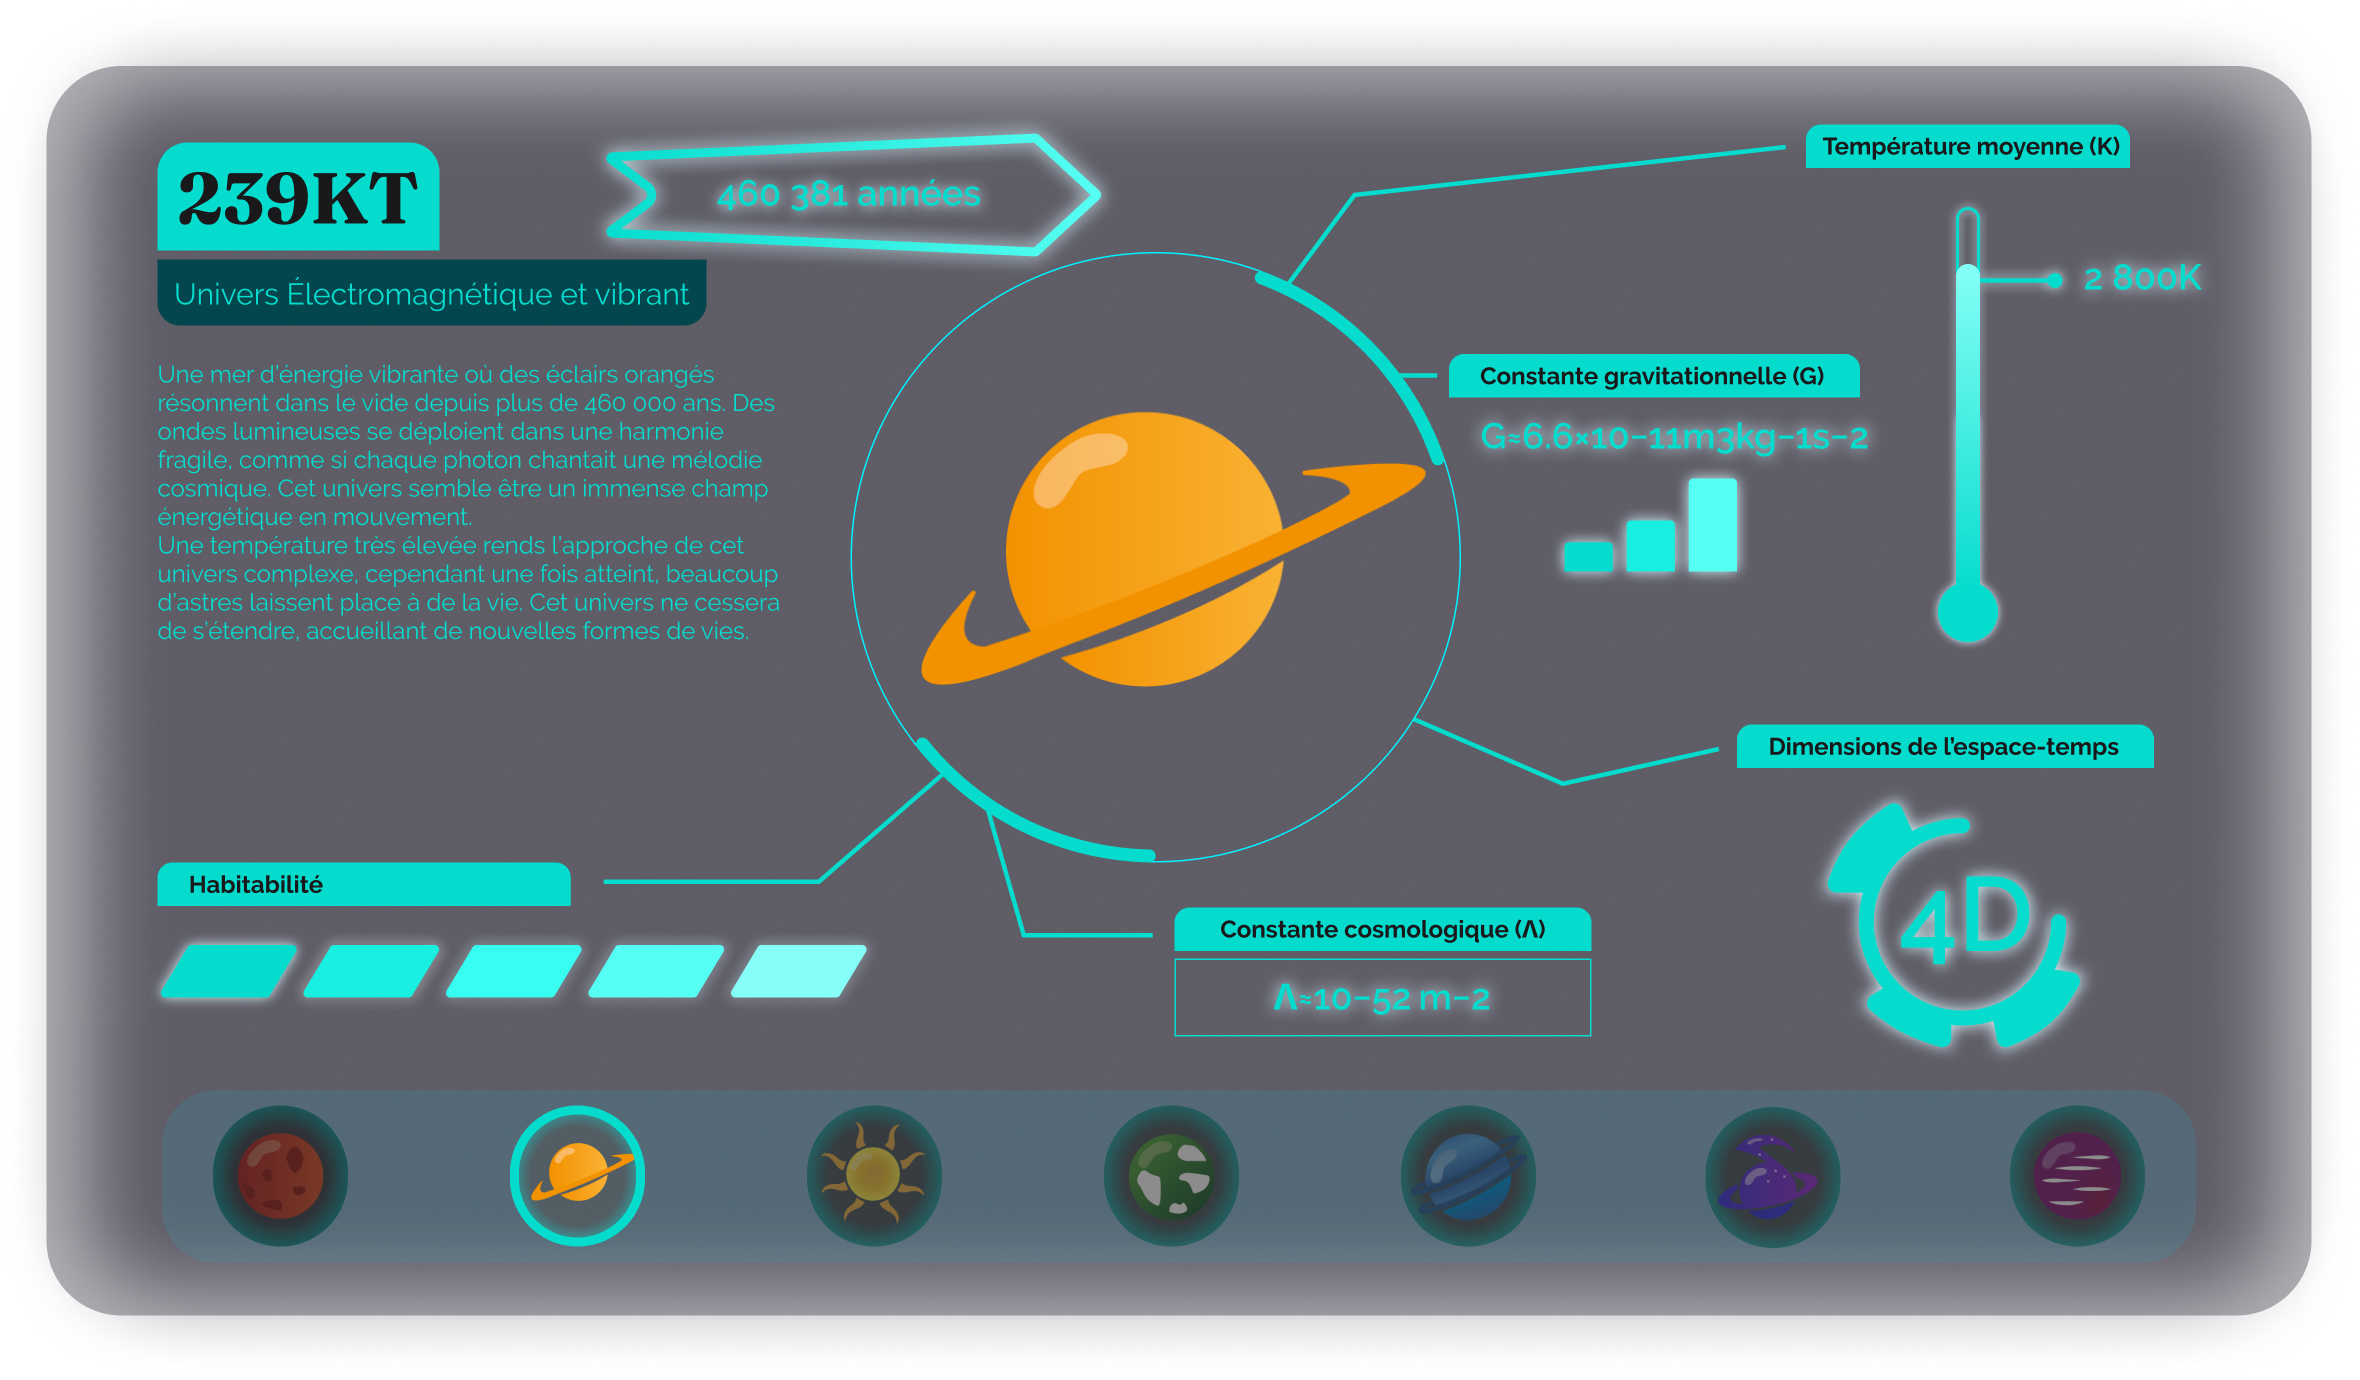 239KT
460 381 années
Univers Électromagnétique et vibrant
Une mer d’énergie vibrante où des éclairs orangés
résonnent dans le vide depuis plus de 460 000 ans. Des
ondes lumineuses se déploient dans une harmonie
fragile, comme si chaque photon chantait une mélodie
cosmique. Cet univers semble être un immense champ
énergétique en mouvement.
Une température très élevée rends l’approche de cet
univers complexe, cependant une fois atteint, beaucoup
d’astres laissent place à de la vie. Cet univers ne cessera
de s’étendre, accueillant de nouvelles formes de vies.
Température moyenne (K)
2 800K
Constante gravitationnelle (G)
G≈6.6×10−11m3kg−1s−2
Dimensions de l’espace-temps
4D
Habitabilité
Constante cosmologique (Λ)
Λ≈10−52 m−2